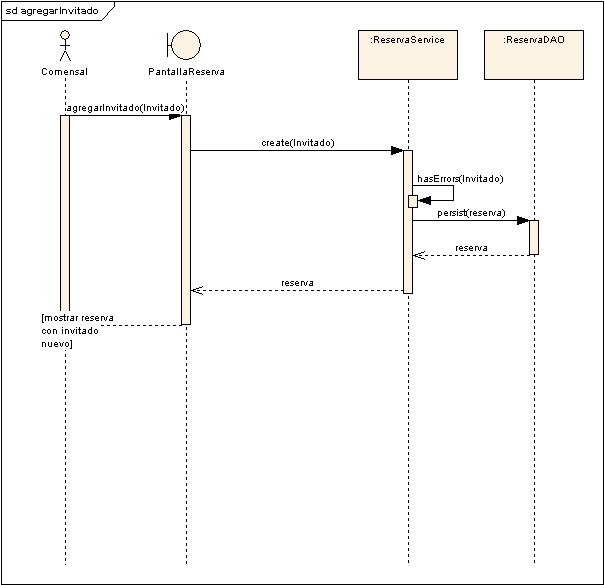 sd agregarInvitado
Comensal
PantallaReserva
:ReservaService
:ReservaDAO
agregarInvitado(Invitado)
create(Invitado)
hasErrors(Invitado)
persist(reserva)
reserva
reserva
[mostrar reserva
con invitado
nuevo]